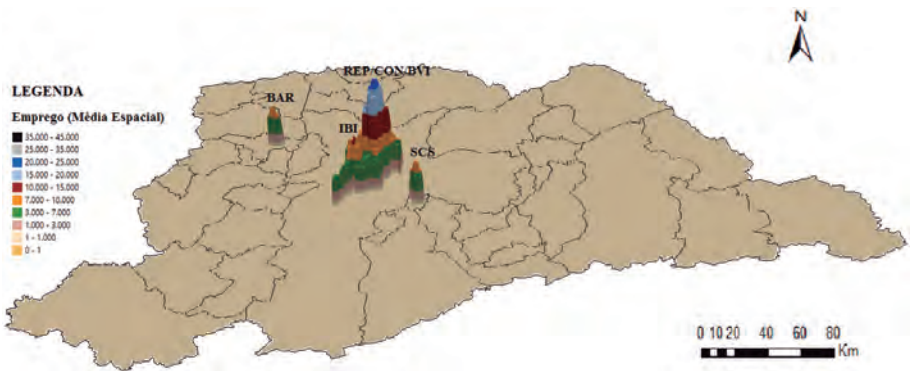 N
REP/CON/BVI
BAR
IBI
SCS
LEGENDA
Emprego (Média Espacial)
35.000 - 45.000
25.000 - 35.000
20.000 - 25.000
15.000 - 20.000
10.000 - 15.000
7.000 - 10.000
3.000 - 7.000
1.000 - 3.000
1 - 1.000
0 - 1
0 10 20 40 60 80
Km